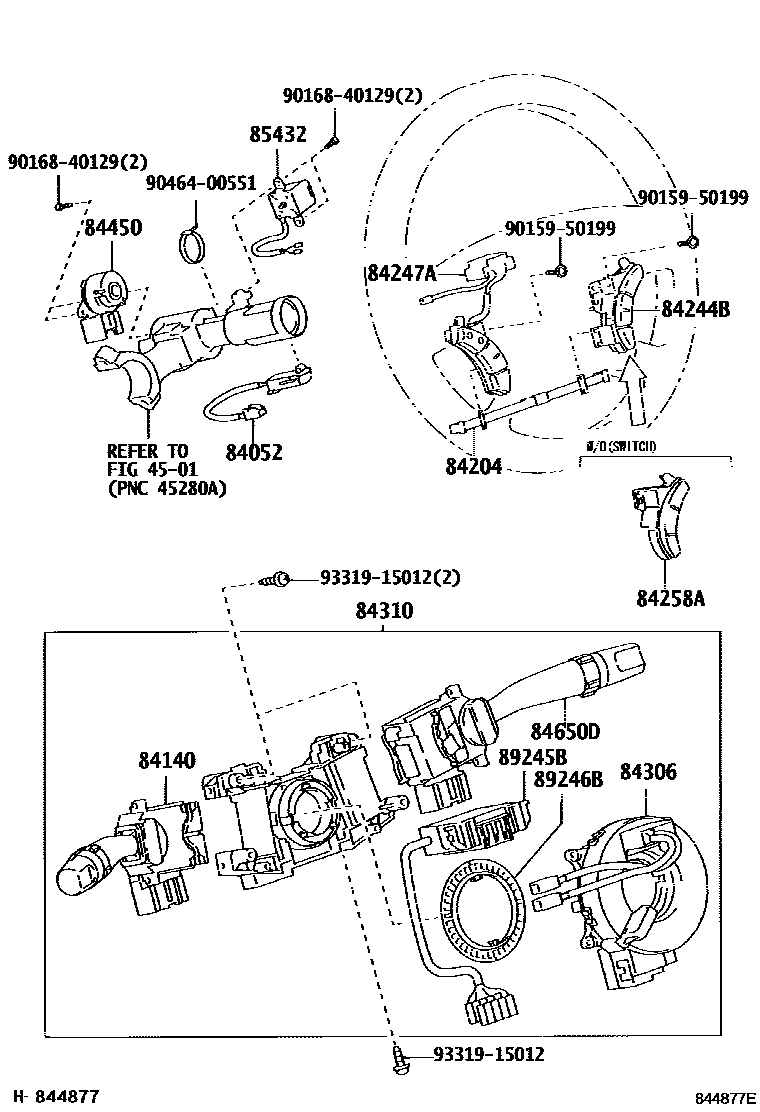 90168-40129(2)
85432
90168-40129(2)
90464-00551
90159-50199
84450
90159-50199
84247A
84244B
REFER TO
FIG 45-01
(PNC 45280A)
84052
84204
W/O(SWITCH)
93319-15012(2)
84258A
84310
84650D
84140
89245B
89246B
84306
93319-15012
H- 844877
844877E